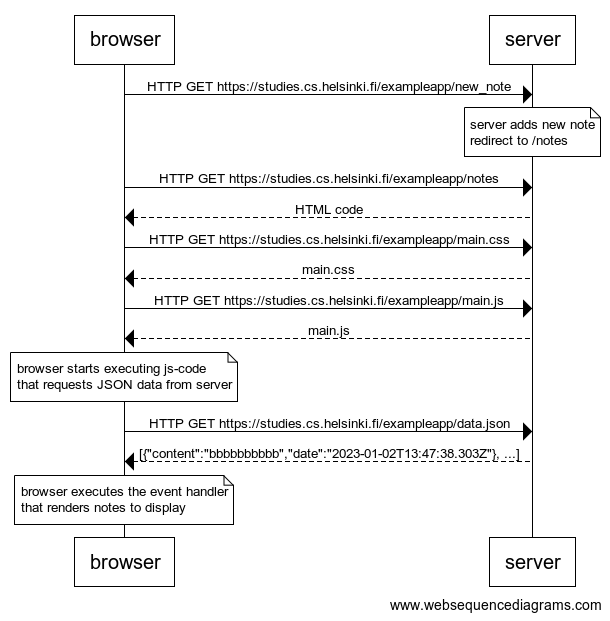 browser
server
HTTP GET https://studies.cs.helsinki.fi/exampleapp/new_note
server adds new note
redirect to /notes
HTTP GET https://studies.cs.helsinki.fi/exampleapp/notes
HTML code
HTTP GET https://studies.cs.helsinki.fi/exampleapp/main.css
main.css
HTTP GET https://studies.cs.helsinki.fi/exampleapp/main.js
main.js
browser starts executing js-code
that requests JSON data from server
HTTP GET https://studies.cs.helsinki.fi/exampleapp/data.json
[{"content":"bbbbbbbbbb","date":"2023-01-02T13:47:38.303Z"}, ...]
browser executes the event handler
that renders notes to display
browser
server
www.websequencediagrams.com